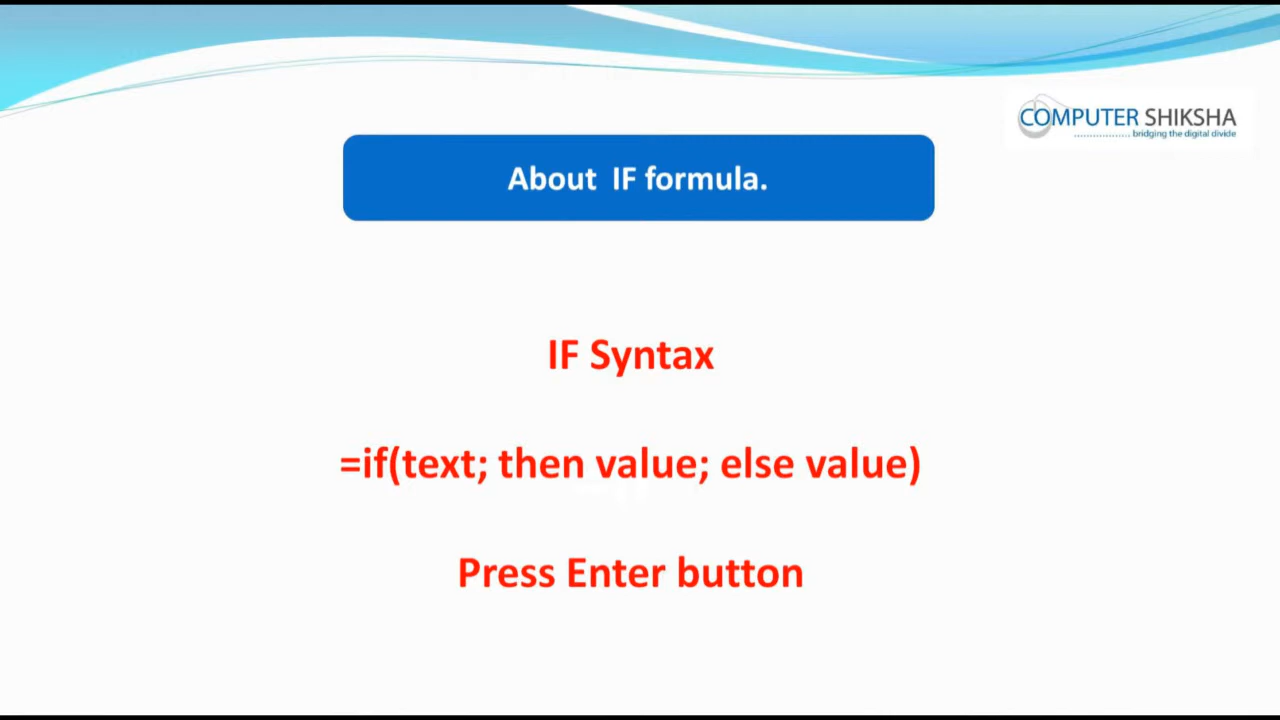 COMPUTER SHIKSHA
bridging the digital divide
About IF formula.
IF Syntax
=if(text; then value; else value)
Press Enter button